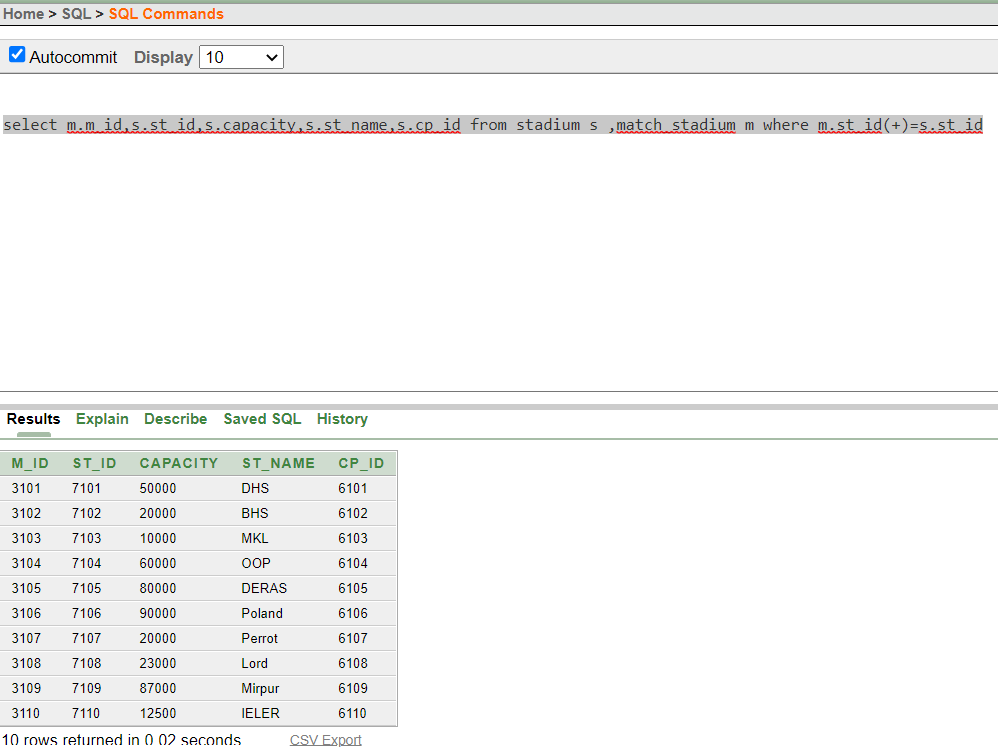 Home > SQL > SQL Commands
Autocommit Display 10
select m.m_id,s.st_id,s.capacity,s.st_name,s.cp_id from stadium s ,match_stadium m where m.st_id(+)=s.st_id
Results Explain Describe Saved SQL History
M_ID ST_ID CAPACITY ST_NAME CP_ID
3101 7101 50000 DHS 6101
3102 7102 20000 BHS 6102
3103 7103 10000 MKL 6103
3104 7104 60000 OOP 6104
3105 7105 80000 DERAS 6105
3106 7106 90000 Poland 6106
3107 7107 20000 Perrot 6107
3108 7108 23000 Lord 6108
3109 7109 87000 Mirpur 6109
3110 7110 12500 IELER 6110
10 rows returned in 0.02 seconds CSV Export